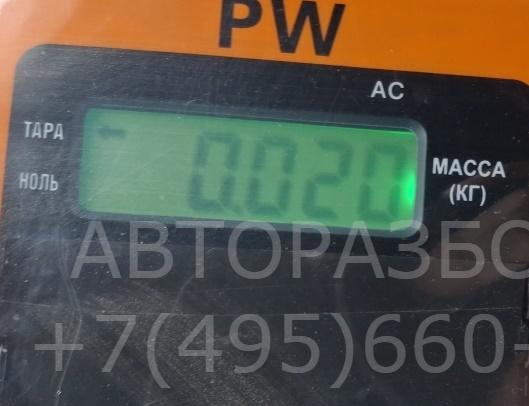 PW
AC
ТАРА
0.020
НОЛЬ
МАССА
(КГ)
АВТОРАЗБО
+7(495)660-